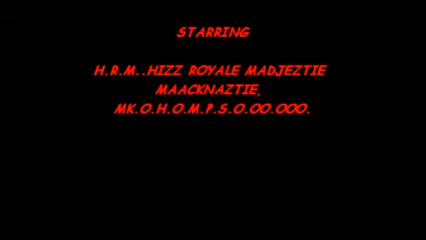 STARRING
H.R.M..HIZZ ROYALE MADJEZTIE
MAACKNAZTIE,
MK.O.H.O.M.P.S.O.OO.OOO.